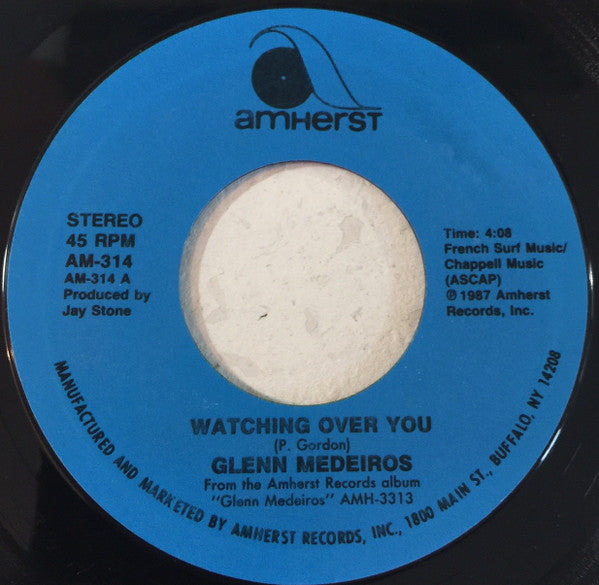 amHersT
STEREO
45 RPM
AM-314
AM-314 A
Produced by
Jay Stone
Time: 4:08
French Surf Music/
Chappell Music
(ASCAP)
℗ 1987 Amherst
Records, Inc.
WATCHING OVER YOU
(P. Gordon)
GLENN MEDEIROS
From the Amherst Records album
"Glenn Medeiros" AMH-3313
MANUFACTURED AND MARKETED BY AMHERST RECORDS, INC., 1800 MAIN ST., BUFFALO, NY 14208